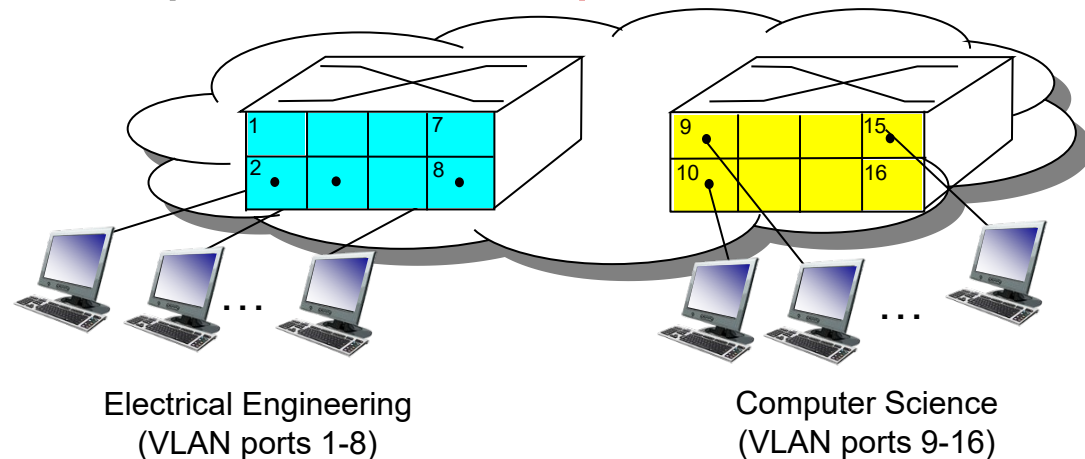 1 7
2 8
9 15
10 16
...
...
Electrical Engineering
(VLAN ports 1-8)
Computer Science
(VLAN ports 9-16)